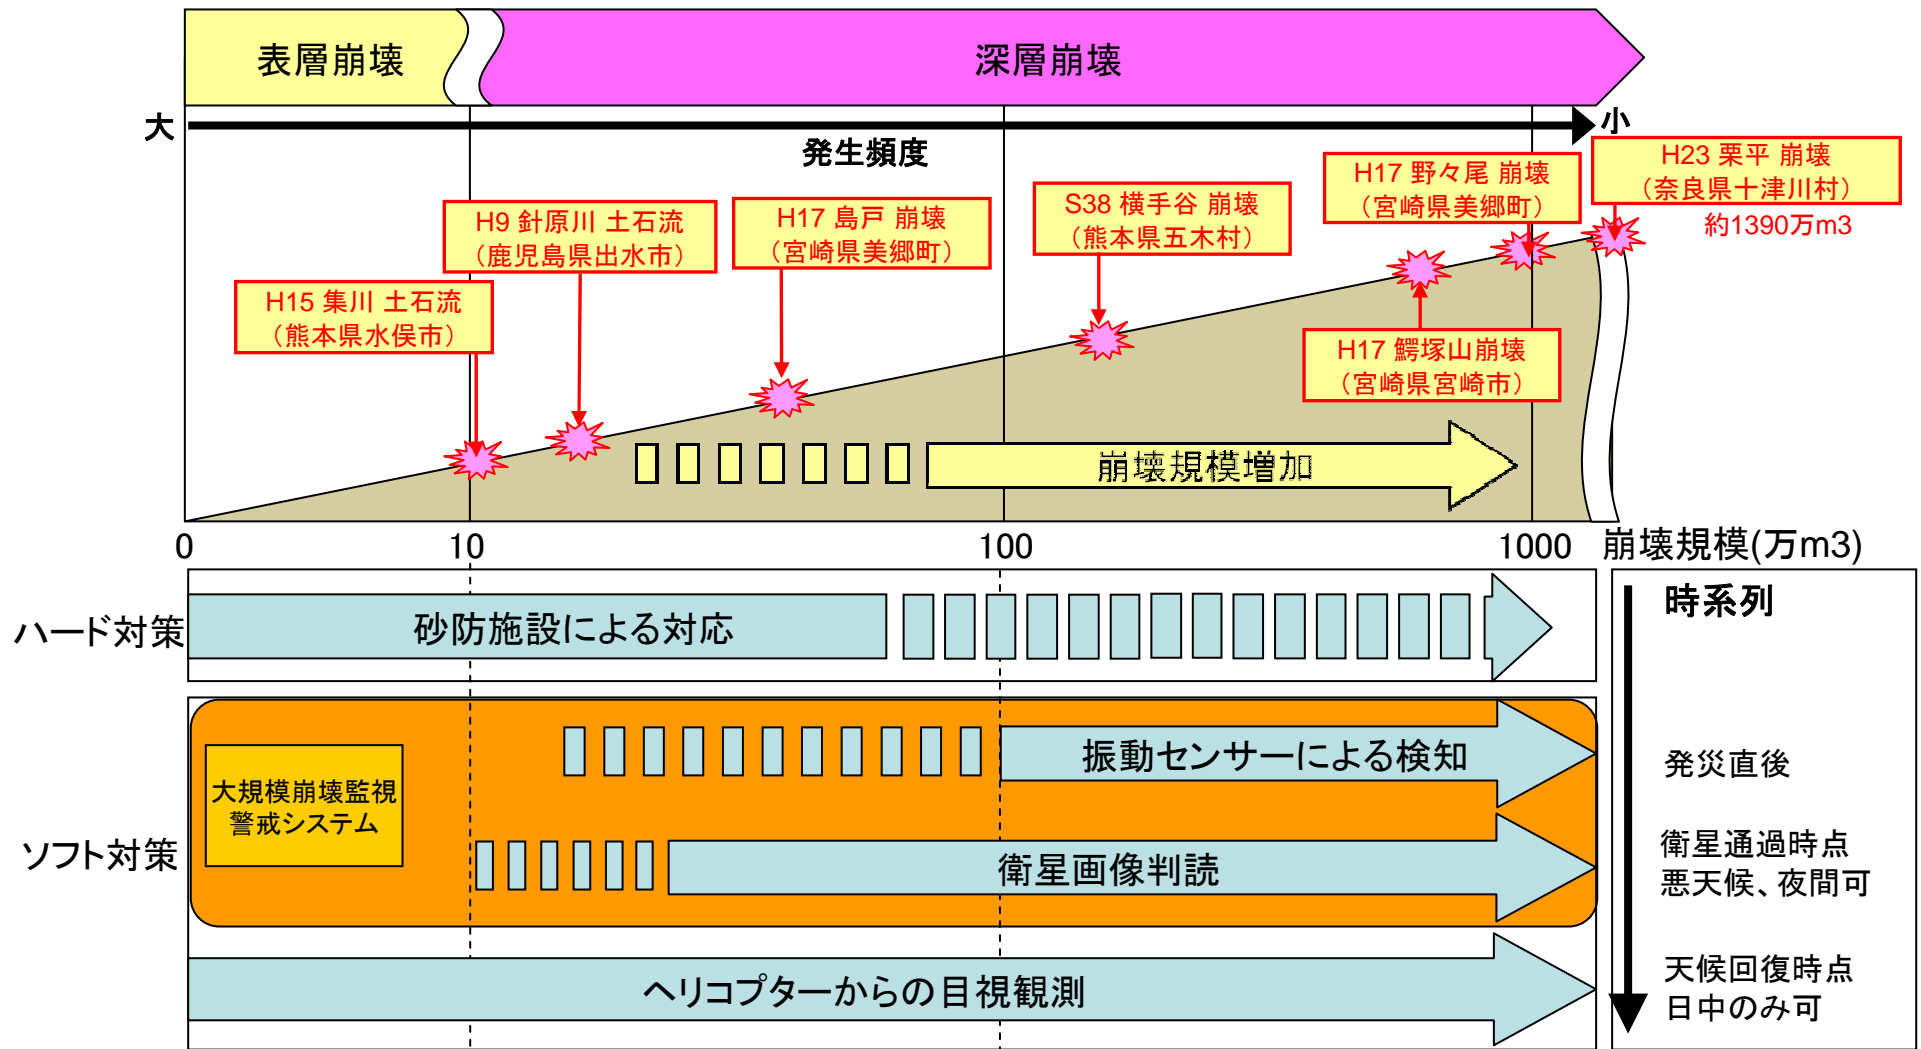 表層崩壊
深層崩壊
大
小
発生頻度
H23 栗平 崩壊
（奈良県十津川村）
約1390万m3
H17 野々尾 崩壊
（宮崎県美郷町）
S38 横手谷 崩壊
（熊本県五木村）
H17 島戸 崩壊
（宮崎県美郷町）
H9 針原川 土石流
（鹿児島県出水市）
H15 集川 土石流
（熊本県水俣市）
H17 鰐塚山崩壊
（宮崎県宮崎市）
崩壊規模増加
0
10
100
1000
崩壊規模(万m3)
ハード対策
砂防施設による対応
時系列
ソフト対策
大規模崩壊監視
警戒システム
振動センサーによる検知
発災直後
衛星画像判読
衛星通過時点
悪天候、夜間可
ヘリコプターからの目視観測
天候回復時点
日中のみ可